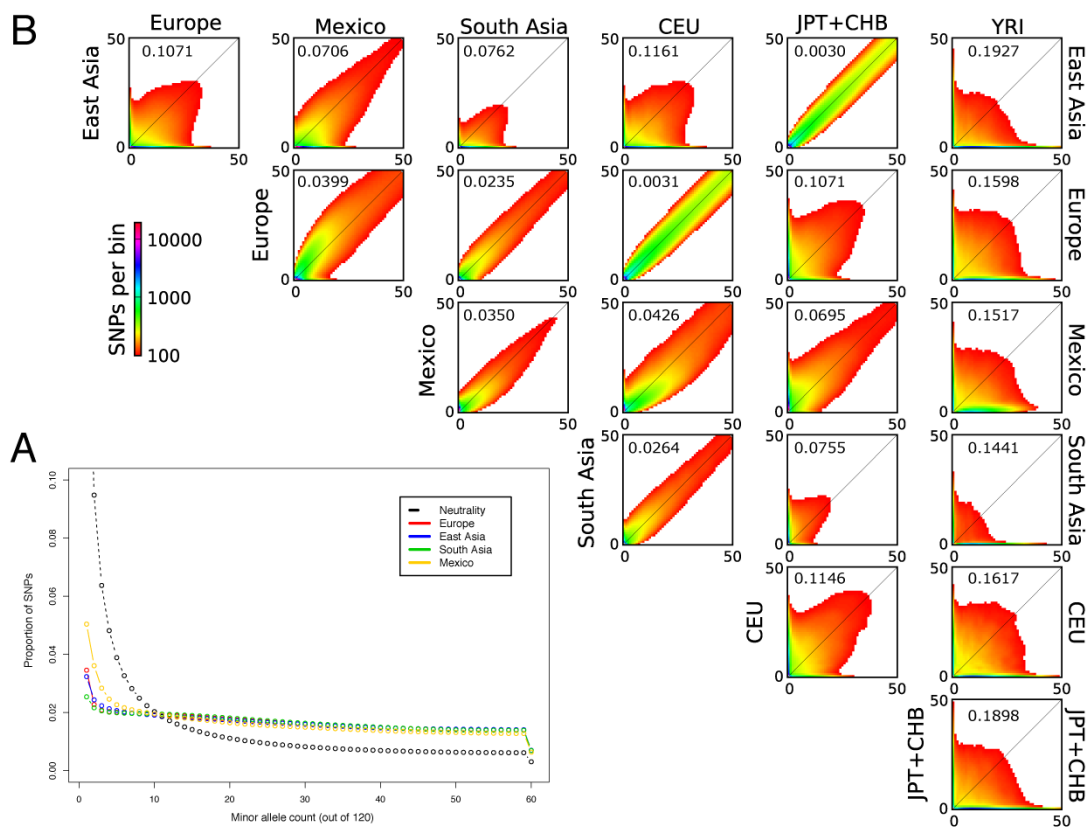 B
Europe Mexico South Asia CEU JPT+CHB YRI
East Asia 50 0.1071 0 0 50
50 0.0706 0 0 50
50 0.0762 0 0 50
50 0.1161 0 0 50
50 0.0030 0 0 50
50 0.1927 0 0 50 East Asia
SNPs per bin
10000
1000
100
Europe 50 0.0399 0 0 50
50 0.0235 0 0 50
50 0.0031 0 0 50
50 0.1071 0 0 50
50 0.1598 0 0 50 Europe
Mexico 50 0.0350 0 0 50
50 0.0426 0 0 50
50 0.0695 0 0 50
50 0.1517 0 0 50 Mexico
South Asia 50 0.0264 0 0 50
50 0.0755 0 0 50
50 0.1441 0 0 50 South Asia
CEU 50 0.1146 0 0 50
50 0.1617 0 0 50 CEU
JPT+CHB 50 0.1898 0 0 50 JPT+CHB
A
Proportion of SNPs
0.10
0.08
0.06
0.04
0.02
0.00
Neutrality
Europe
East Asia
South Asia
Mexico
0 10 20 30 40 50 60
Minor allele count (out of 120)